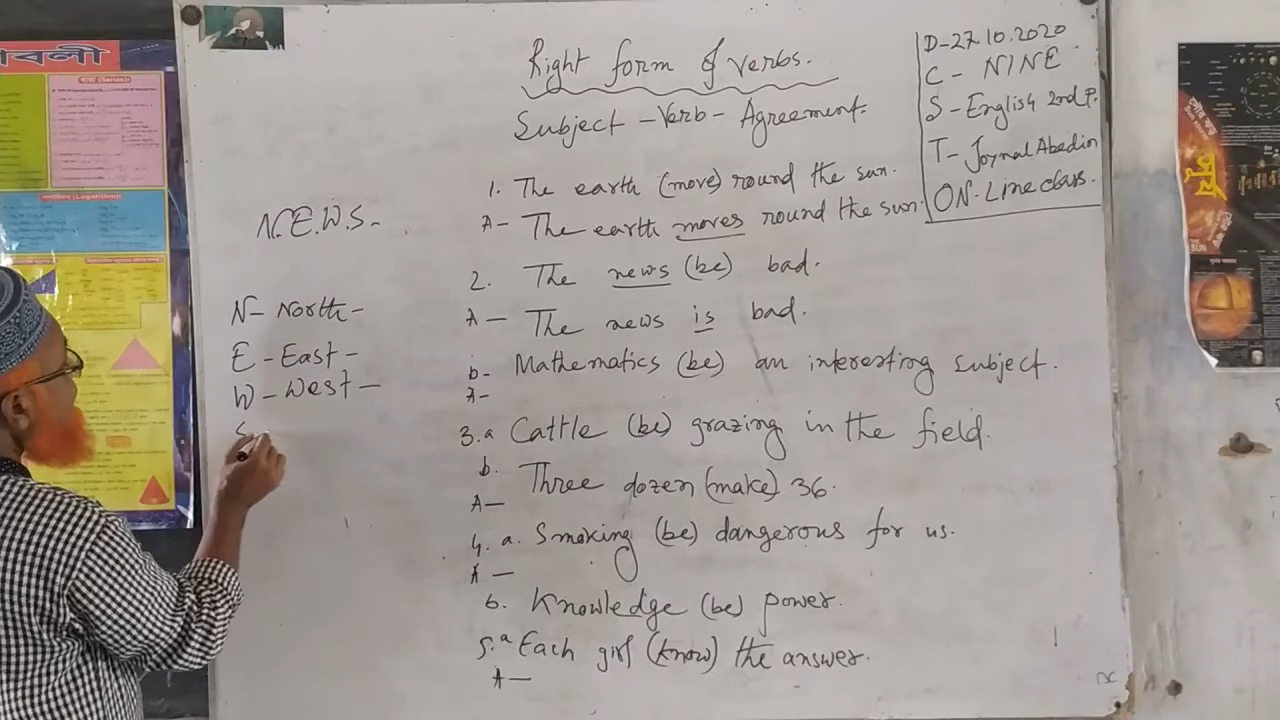 বলী
Right form of verbs.
Subject - Verb - Agreement.
D-27.10.2020
C - NINE
S - English 2nd P.
T - Joynal Abedin
ON-Line class.
1. The earth (move) round the sun.
A- The earth moves round the sun.
2. The news (be) bad.
A- The news is bad.
b- Mathematics (be) an interesting subject.
A-
3.a Cattle (be) grazing in the field.
b. Three dozen (make) 36.
A-
4. a. Smoking (be) dangerous for us.
A-
b. Knowledge (be) power.
5.a Each girl (know) the answer.
A-
N.E.W.S.-
N- North-
E -East -
W -West -
S
SUN